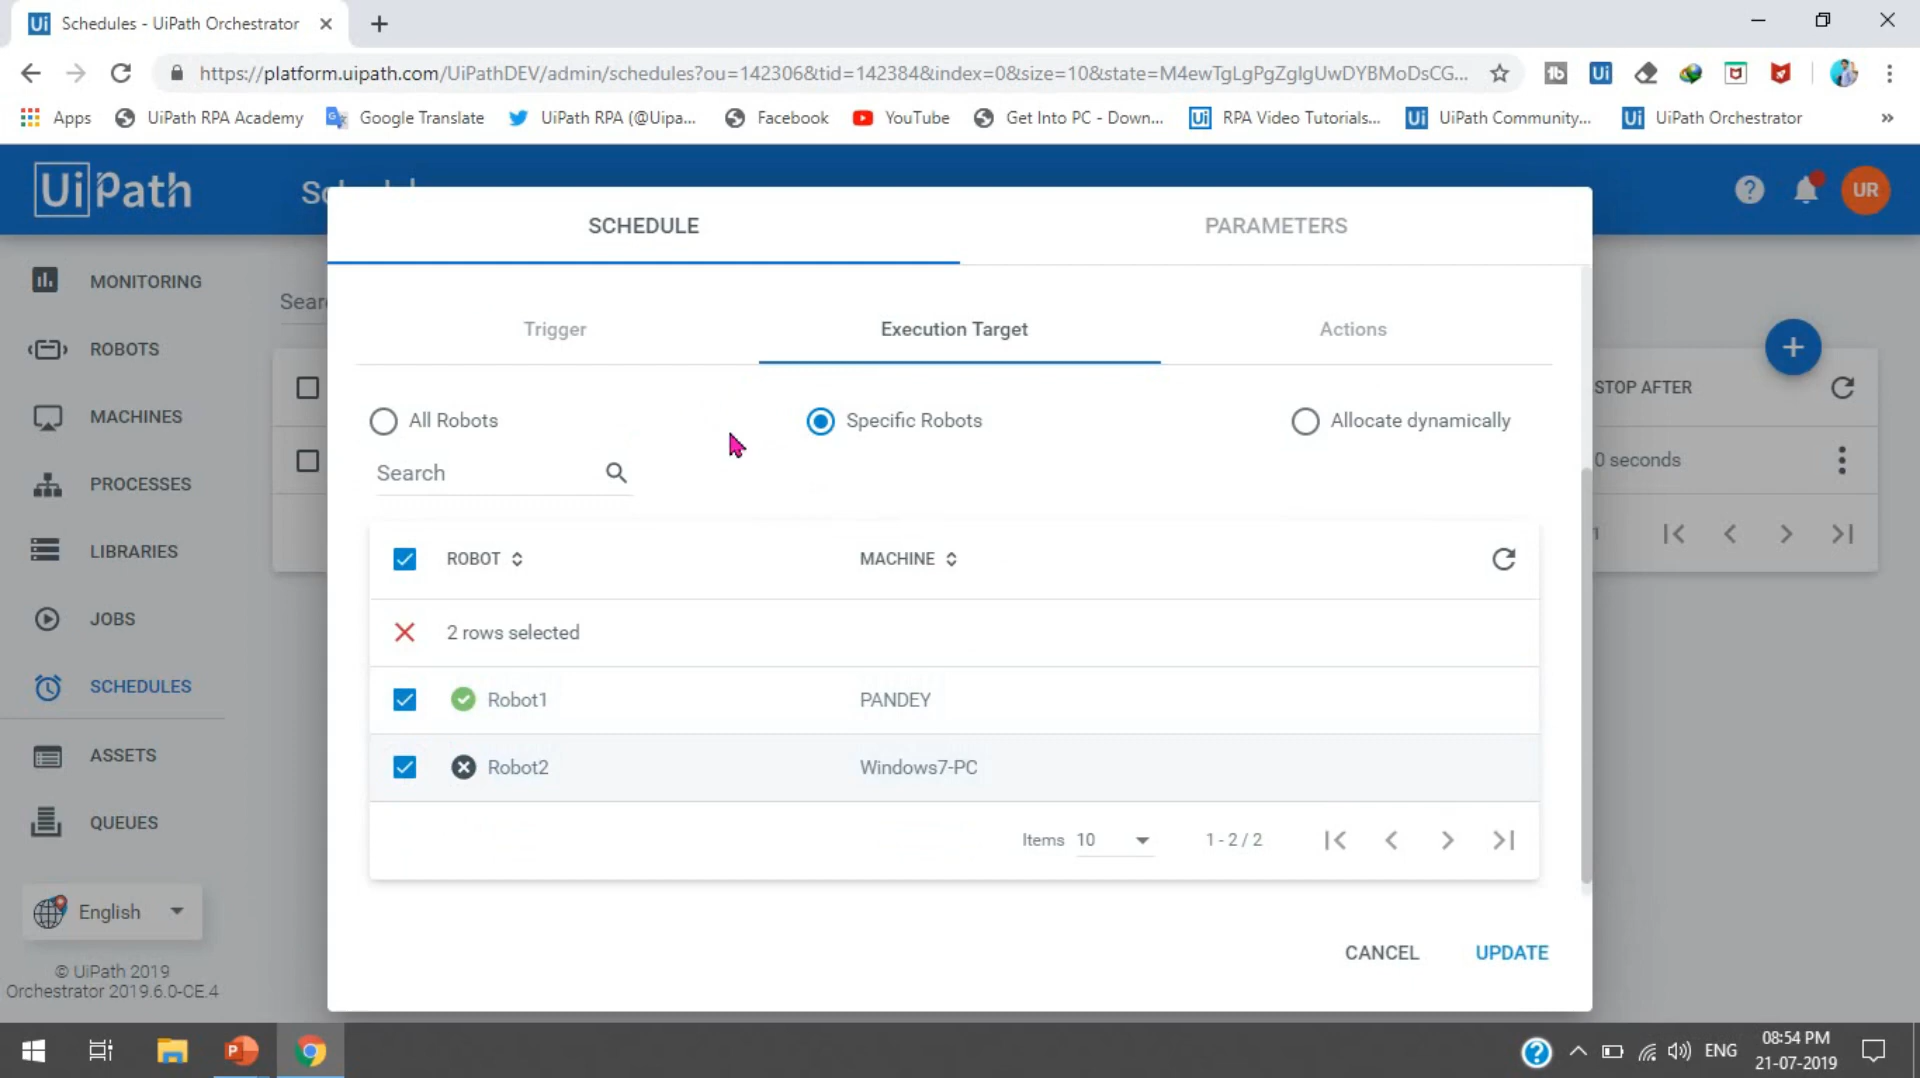 Ui Schedules - UiPath Orchestrator
https://platform.uipath.com/UiPathDEV/admin/schedules?ou=142306&tid=142384&index=0&size=10&state=M4ewTgLgPgZglgUwDYBMoDsCG...
Apps UiPath RPA Academy Google Translate UiPath RPA (@Uipa... Facebook YouTube Get Into PC - Down... Ui RPA Video Tutorials... Ui UiPath Community... Ui UiPath Orchestrator »
UiPath
UR
SCHEDULE PARAMETERS
MONITORING
ROBOTS
MACHINES
PROCESSES
LIBRARIES
JOBS
SCHEDULES
ASSETS
QUEUES
English
© UiPath 2019
Orchestrator 2019.6.0-CE.4
Trigger Execution Target Actions
All Robots Specific Robots Allocate dynamically
Search
ROBOT MACHINE
2 rows selected
Robot1 PANDEY
Robot2 Windows7-PC
Items 10 1 - 2 / 2
CANCEL UPDATE
STOP AFTER
0 seconds
ENG
08:54 PM
21-07-2019